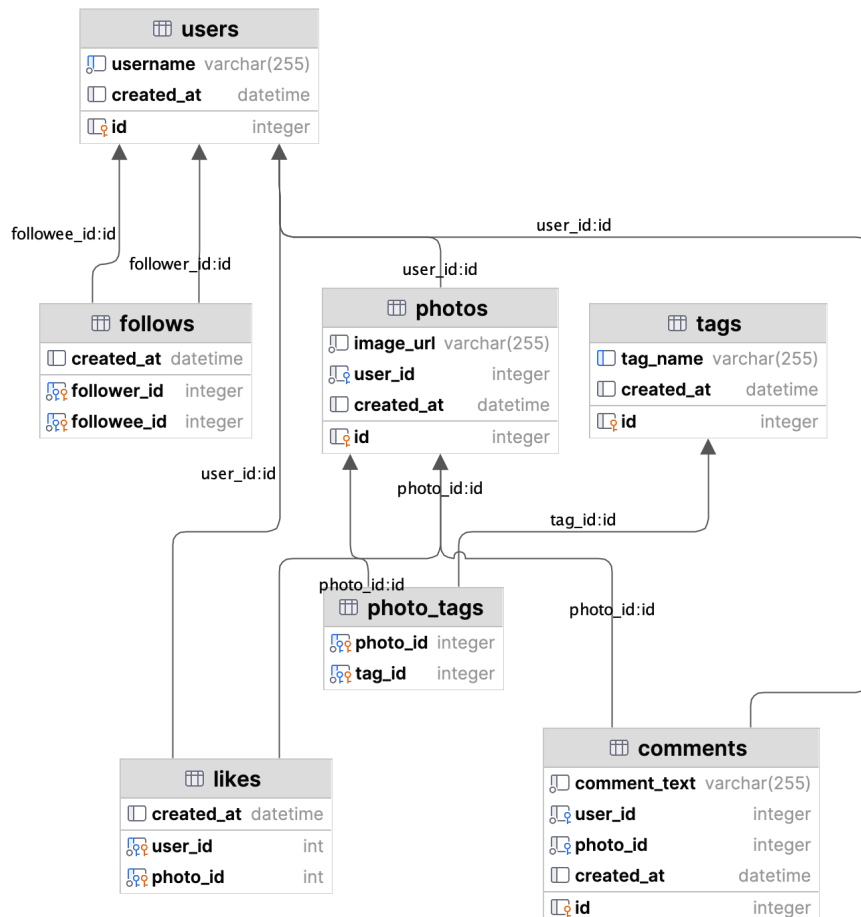 users
username varchar(255)
created_at datetime
id integer
user_id:id
followee_id:id
follower_id:id
user_id:id
follows
created_at datetime
follower_id integer
followee_id integer
photos
image_url varchar(255)
user_id integer
created_at datetime
id integer
tags
tag_name varchar(255)
created_at datetime
id integer
user_id:id
photo_id:id
tag_id:id
photo_id:id
photo_id:id
photo_tags
photo_id integer
tag_id integer
likes
created_at datetime
user_id int
photo_id int
comments
comment_text varchar(255)
user_id integer
photo_id integer
created_at datetime
id integer